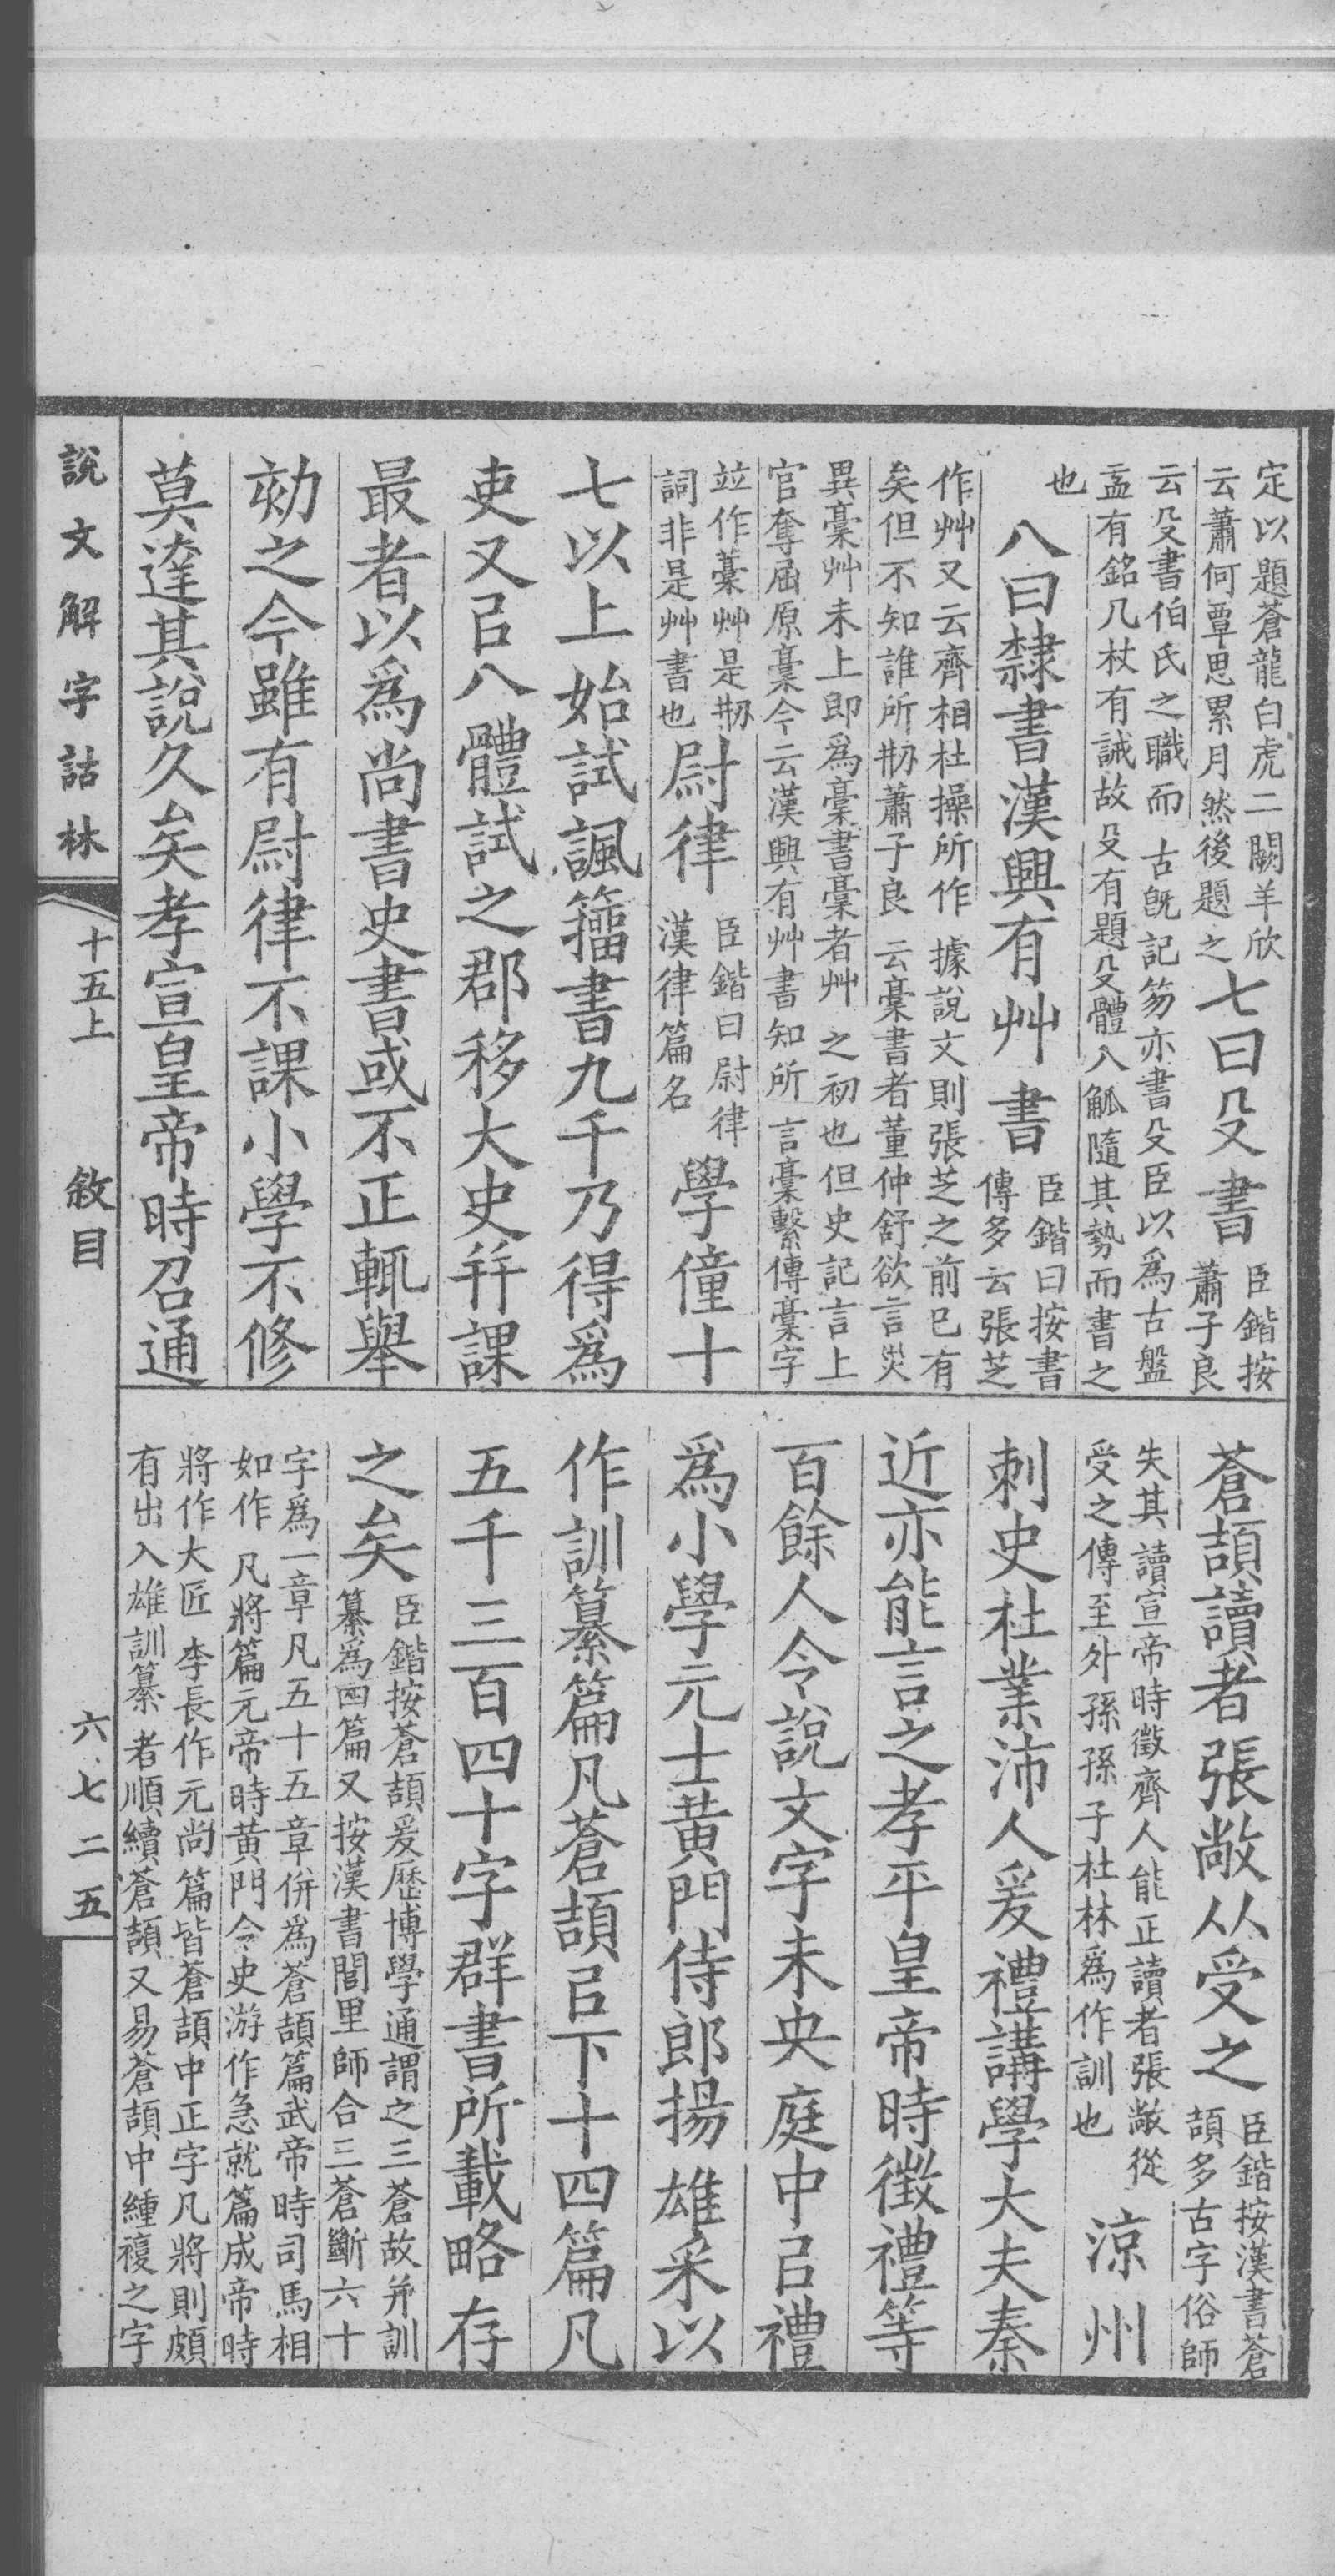 定以題蒼龍白虎二闕羊欣
云蕭何覃思累月然後題之
七曰殳書
臣鍇按
蕭子良
云殳書伯氏之職而古旣記笏亦書殳臣以爲古盤
盂有銘几杖有誡故殳有題殳體八觚隨其勢而書之
也
八曰隸書漢興有艸書
臣鍇曰按書
傳多云張芝
作艸又云齊相杜操所作據說文則張芝之前已有
矣但不知誰所刱蕭子良云稾書者董仲舒欲言災
異稾艸未上即爲稾書稾者艸之初也但史記言上
官奪屈原稾今云漢興有艸書知所言稾繫傳稾字
竝作藁艸是刱
詞非是艸書也
尉律
臣鍇曰尉律
漢律篇名
學僮十
七以上始試諷籒書九千乃得爲
吏又㠯八體試之郡移大史幷課
最者以爲尚書史書或不正輒舉
劾之今雖有尉律不課小學不修
莫達其說久矣孝宣皇帝時召通
蒼頡讀者張敞从受之
臣鍇按漢書蒼
頡多古字俗師
失其讀宣帝時徵齊人能正讀者張敞從
受之傳至外孫孫子杜林爲作訓也
涼州
刺史杜業沛人爰禮講學大夫秦
近亦能言之孝平皇帝時徵禮等
百餘人令說文字未央庭中㠯禮
爲小學元士黃門侍郎揚雄采以
作訓纂篇凡蒼頡㠯下十四篇凡
五千三百四十字群書所載略存
之矣
臣鍇按蒼頡爰歷博學通謂之三蒼故并訓
纂爲四篇又按漢書閭里師合三蒼斷六十
字爲一章凡五十五章併爲蒼頡篇武帝時司馬相
如作凡將篇元帝時黃門令史游作急就篇成帝時
將作大匠李長作元尚篇皆蒼頡中正字凡將則頗
有出入雄訓纂者順續蒼頡又易蒼頡中緟複之字
說文解字詁林
十五上
敘目
六七二五